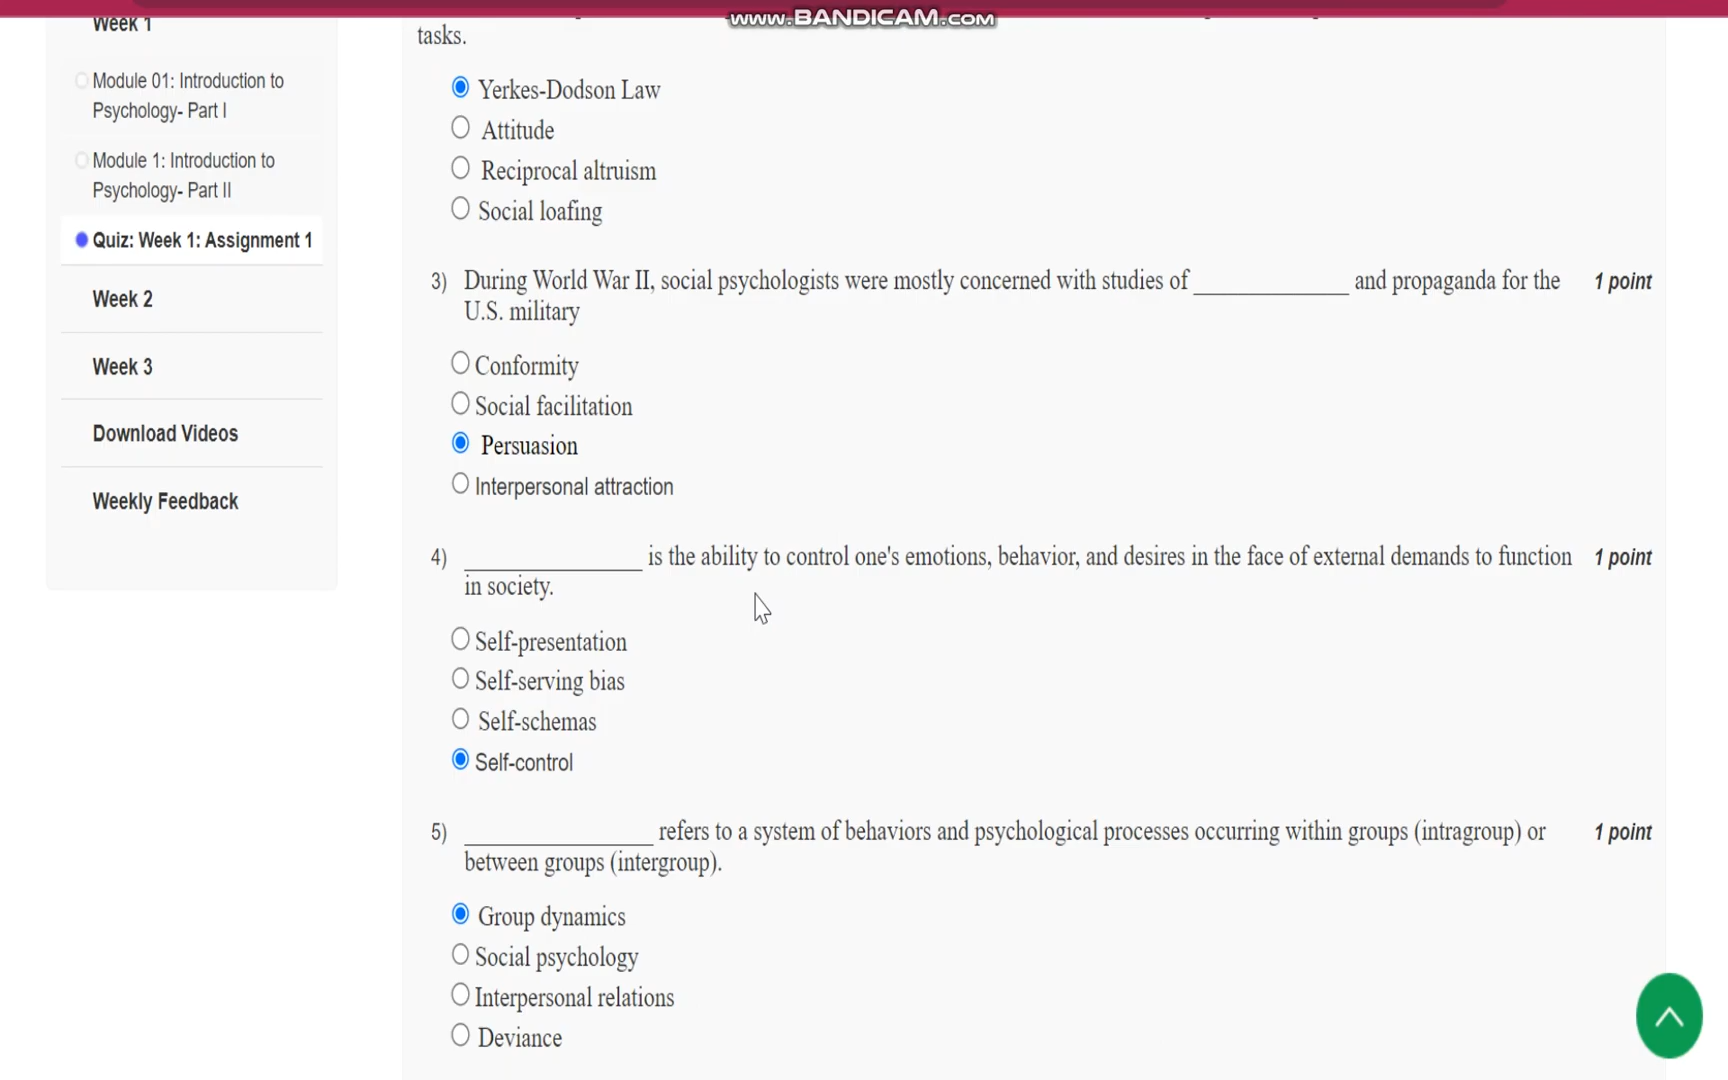 Week 1
www.BANDICAM.com
tasks.
Module 01: Introduction to
Psychology- Part I
Module 1: Introduction to
Psychology- Part II
Quiz: Week 1: Assignment 1
Week 2
Week 3
Download Videos
Weekly Feedback
Yerkes-Dodson Law
Attitude
Reciprocal altruism
Social loafing
3) During World War II, social psychologists were mostly concerned with studies of ______________ and propaganda for the 1 point
U.S. military
Conformity
Social facilitation
Persuasion
Interpersonal attraction
4) ________________ is the ability to control one's emotions, behavior, and desires in the face of external demands to function 1 point
in society.
Self-presentation
Self-serving bias
Self-schemas
Self-control
5) _________________ refers to a system of behaviors and psychological processes occurring within groups (intragroup) or 1 point
between groups (intergroup).
Group dynamics
Social psychology
Interpersonal relations
Deviance